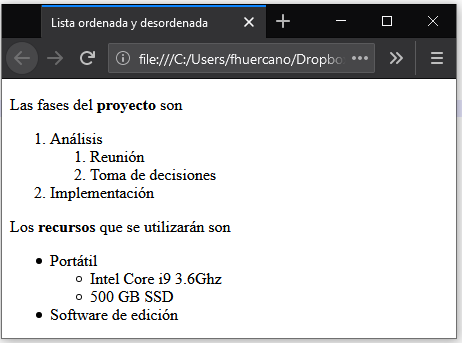 Lista ordenada y desordenada
file:///C:/Users/fhuercano/Dropbo
Las fases del proyecto son
1. Análisis
1. Reunión
2. Toma de decisiones
2. Implementación
Los recursos que se utilizarán son
Portátil
Intel Core i9 3.6Ghz
500 GB SSD
Software de edición